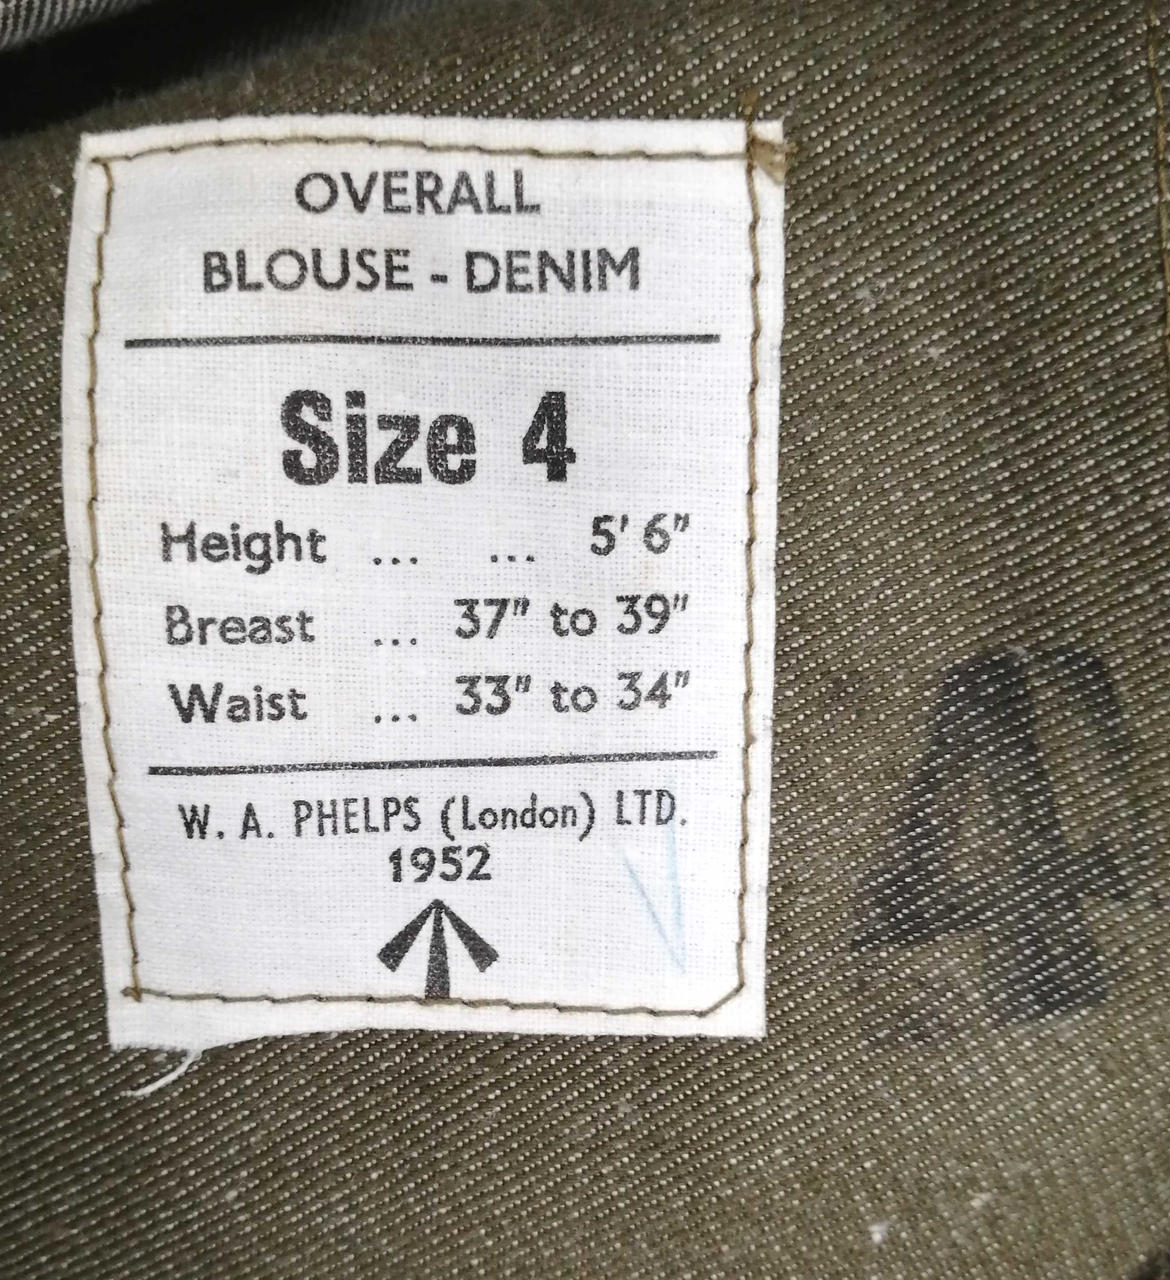 OVERALL
BLOUSE - DENIM
Size 4
Height ... ... 5' 6"
Breast ... 37" to 39"
Waist ... 33" to 34"
W. A. PHELPS (London) LTD.
1952
A